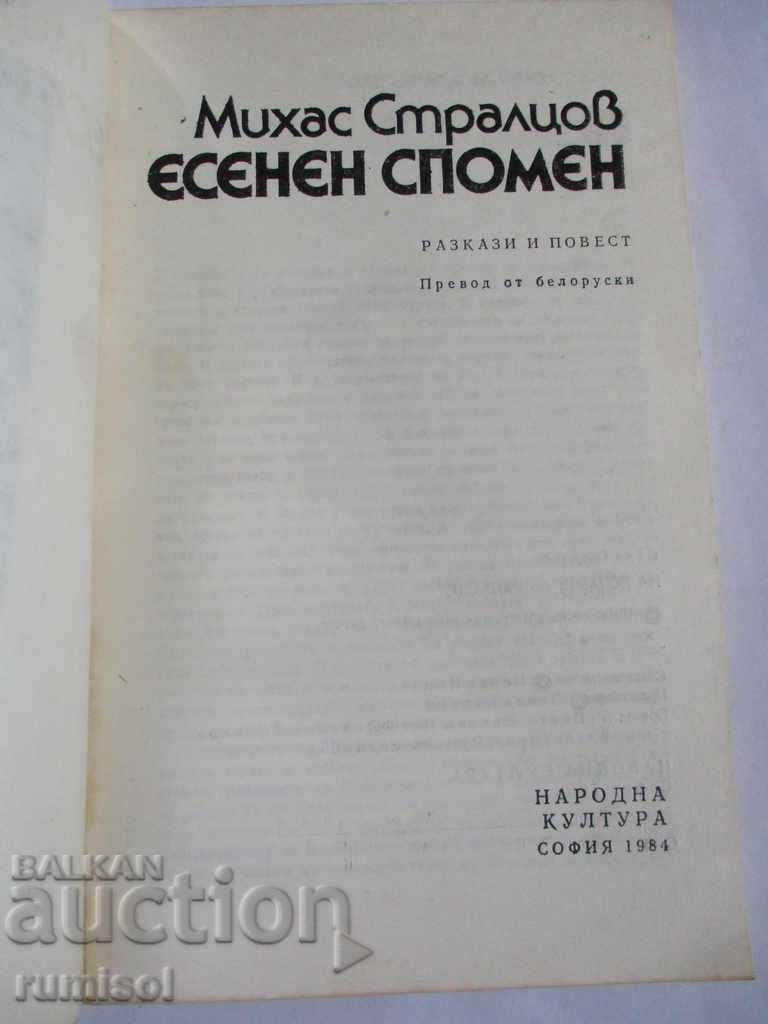 Михас Стралцов
ЕСЕНЕН СПОМЕН
РАЗКАЗИ И ПОВЕСТ
Превод от белоруски
НАРОДНА
КУЛТУРА
СОФИЯ 1984
BALKAN
auction
rumisol